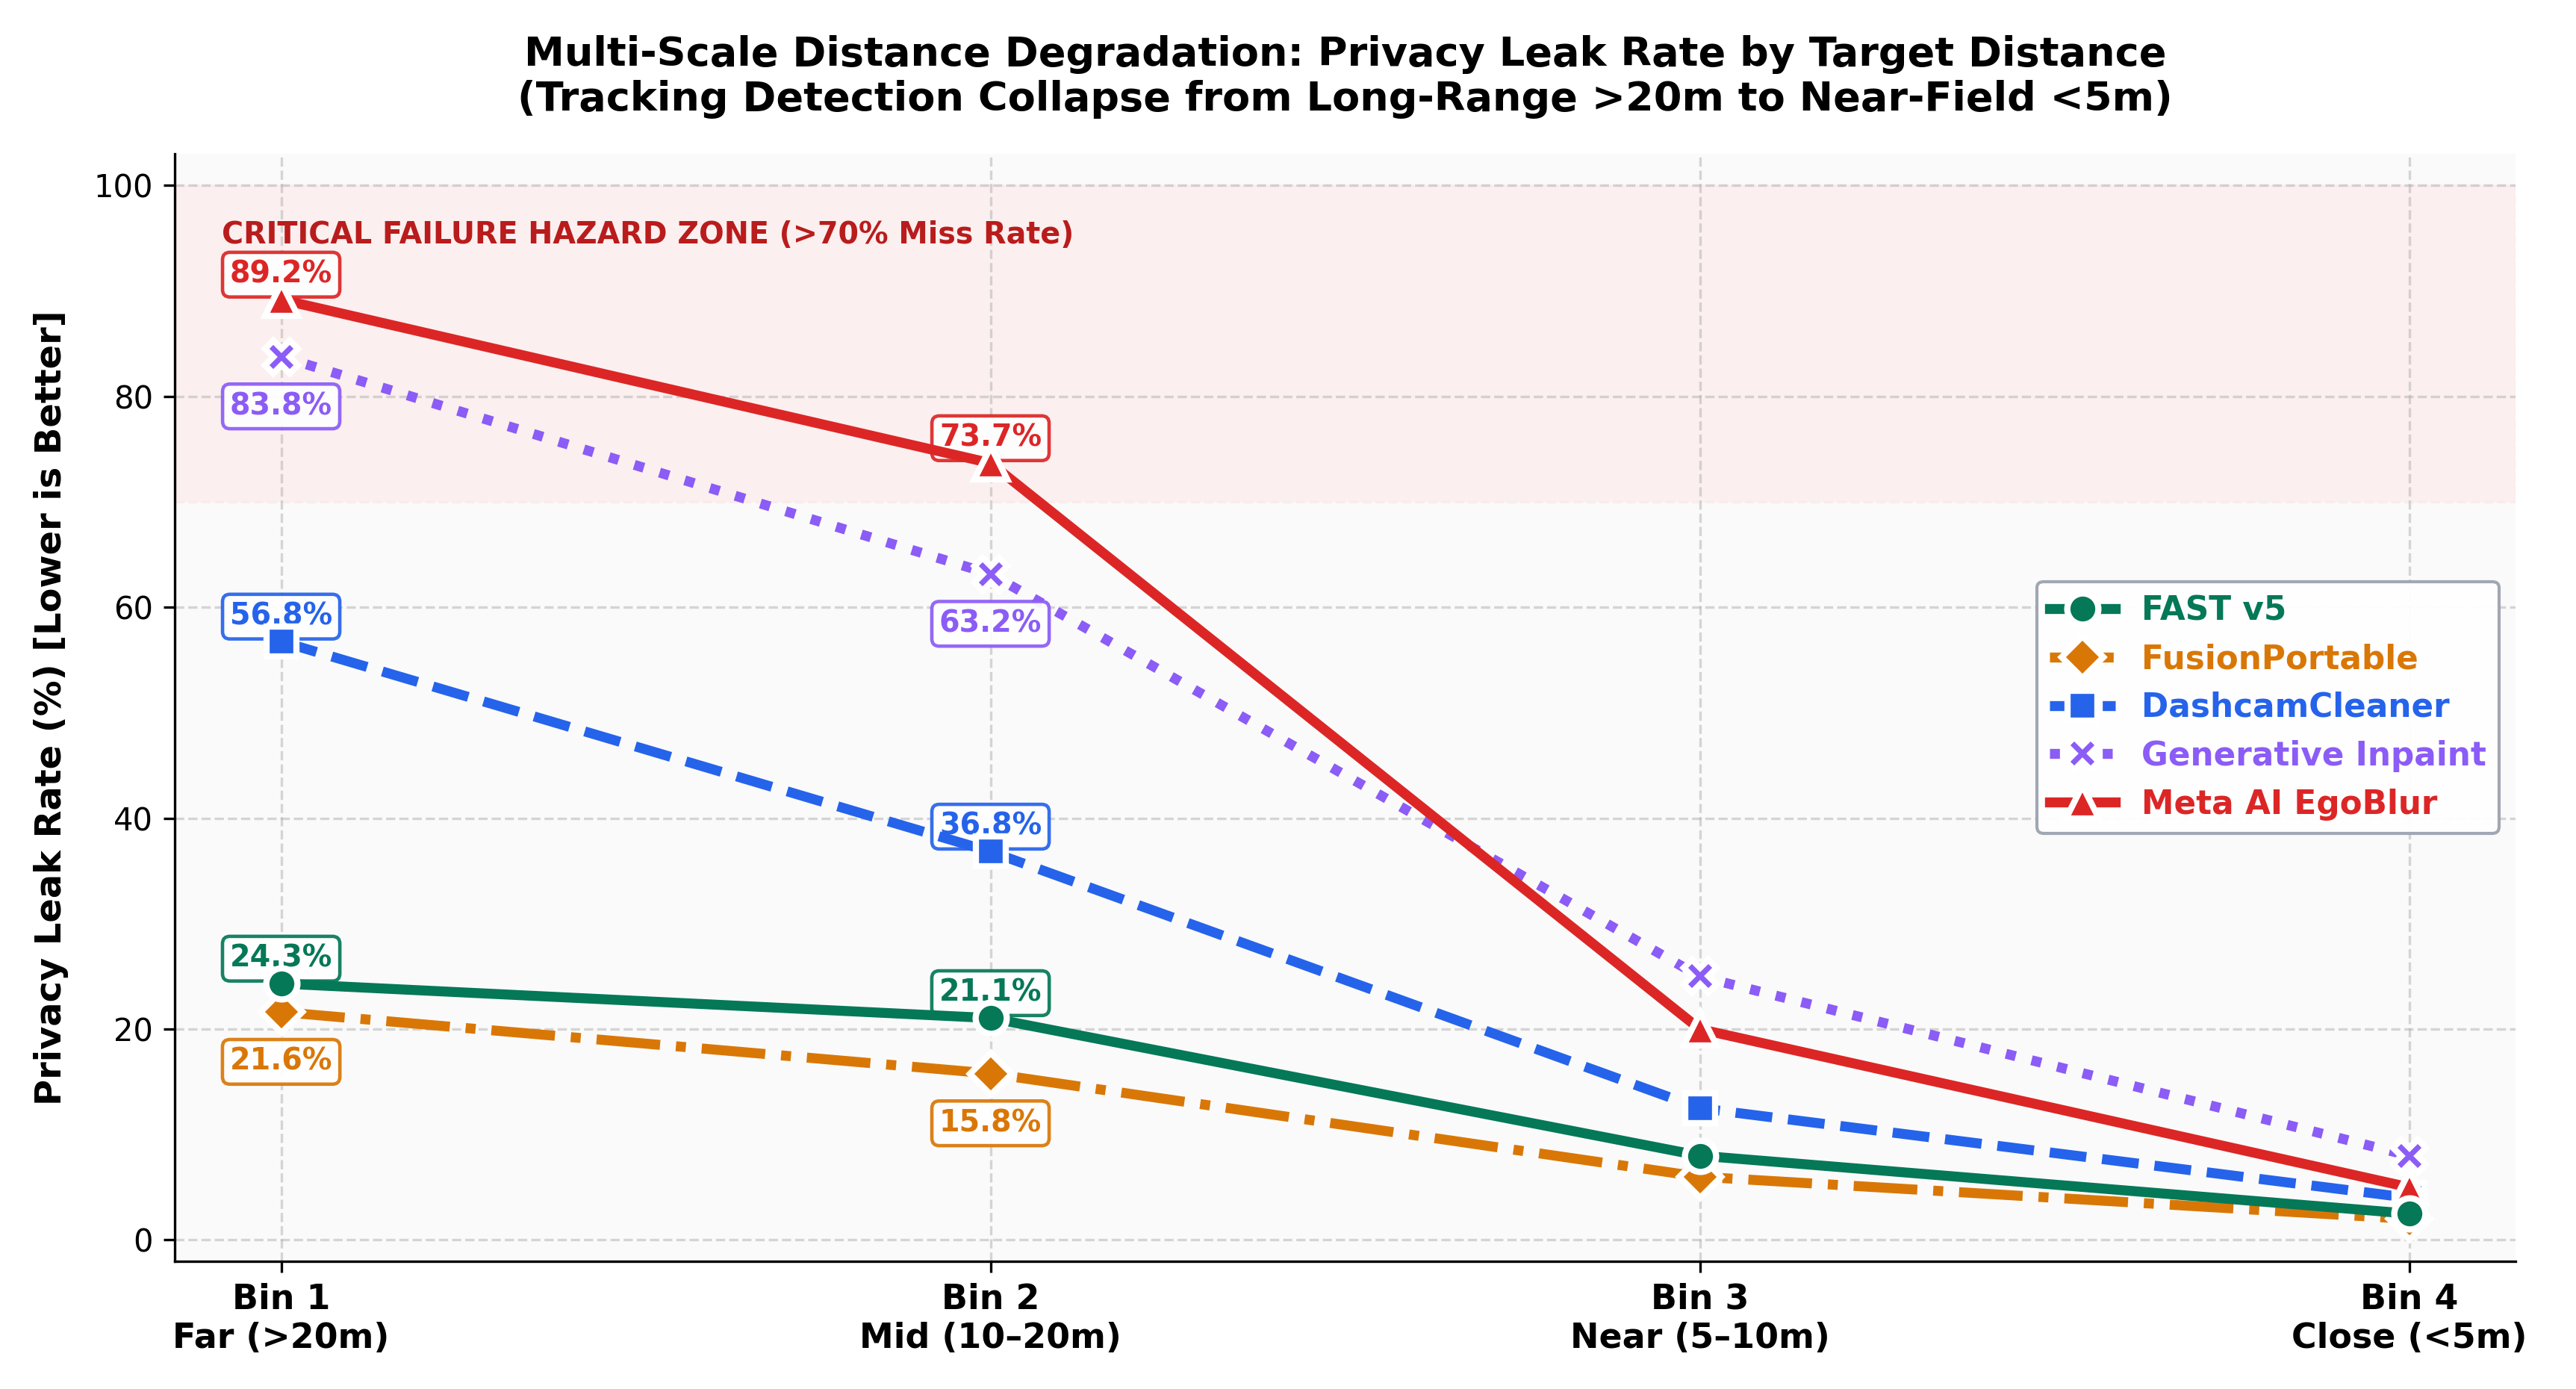 Multi-Scale Distance Degradation: Privacy Leak Rate by Target Distance
(Tracking Detection Collapse from Long-Range >20m to Near-Field <5m)
Privacy Leak Rate (%) [Lower is Better]
100
80
60
40
20
0
CRITICAL FAILURE HAZARD ZONE (>70% Miss Rate)
89.2%
83.8%
73.7%
56.8%
63.2%
36.8%
24.3%
21.1%
21.6%
15.8%
FAST v5
FusionPortable
DashcamCleaner
Generative Inpaint
Meta AI EgoBlur
Bin 1
Far (>20m)
Bin 2
Mid (10–20m)
Bin 3
Near (5–10m)
Bin 4
Close (<5m)